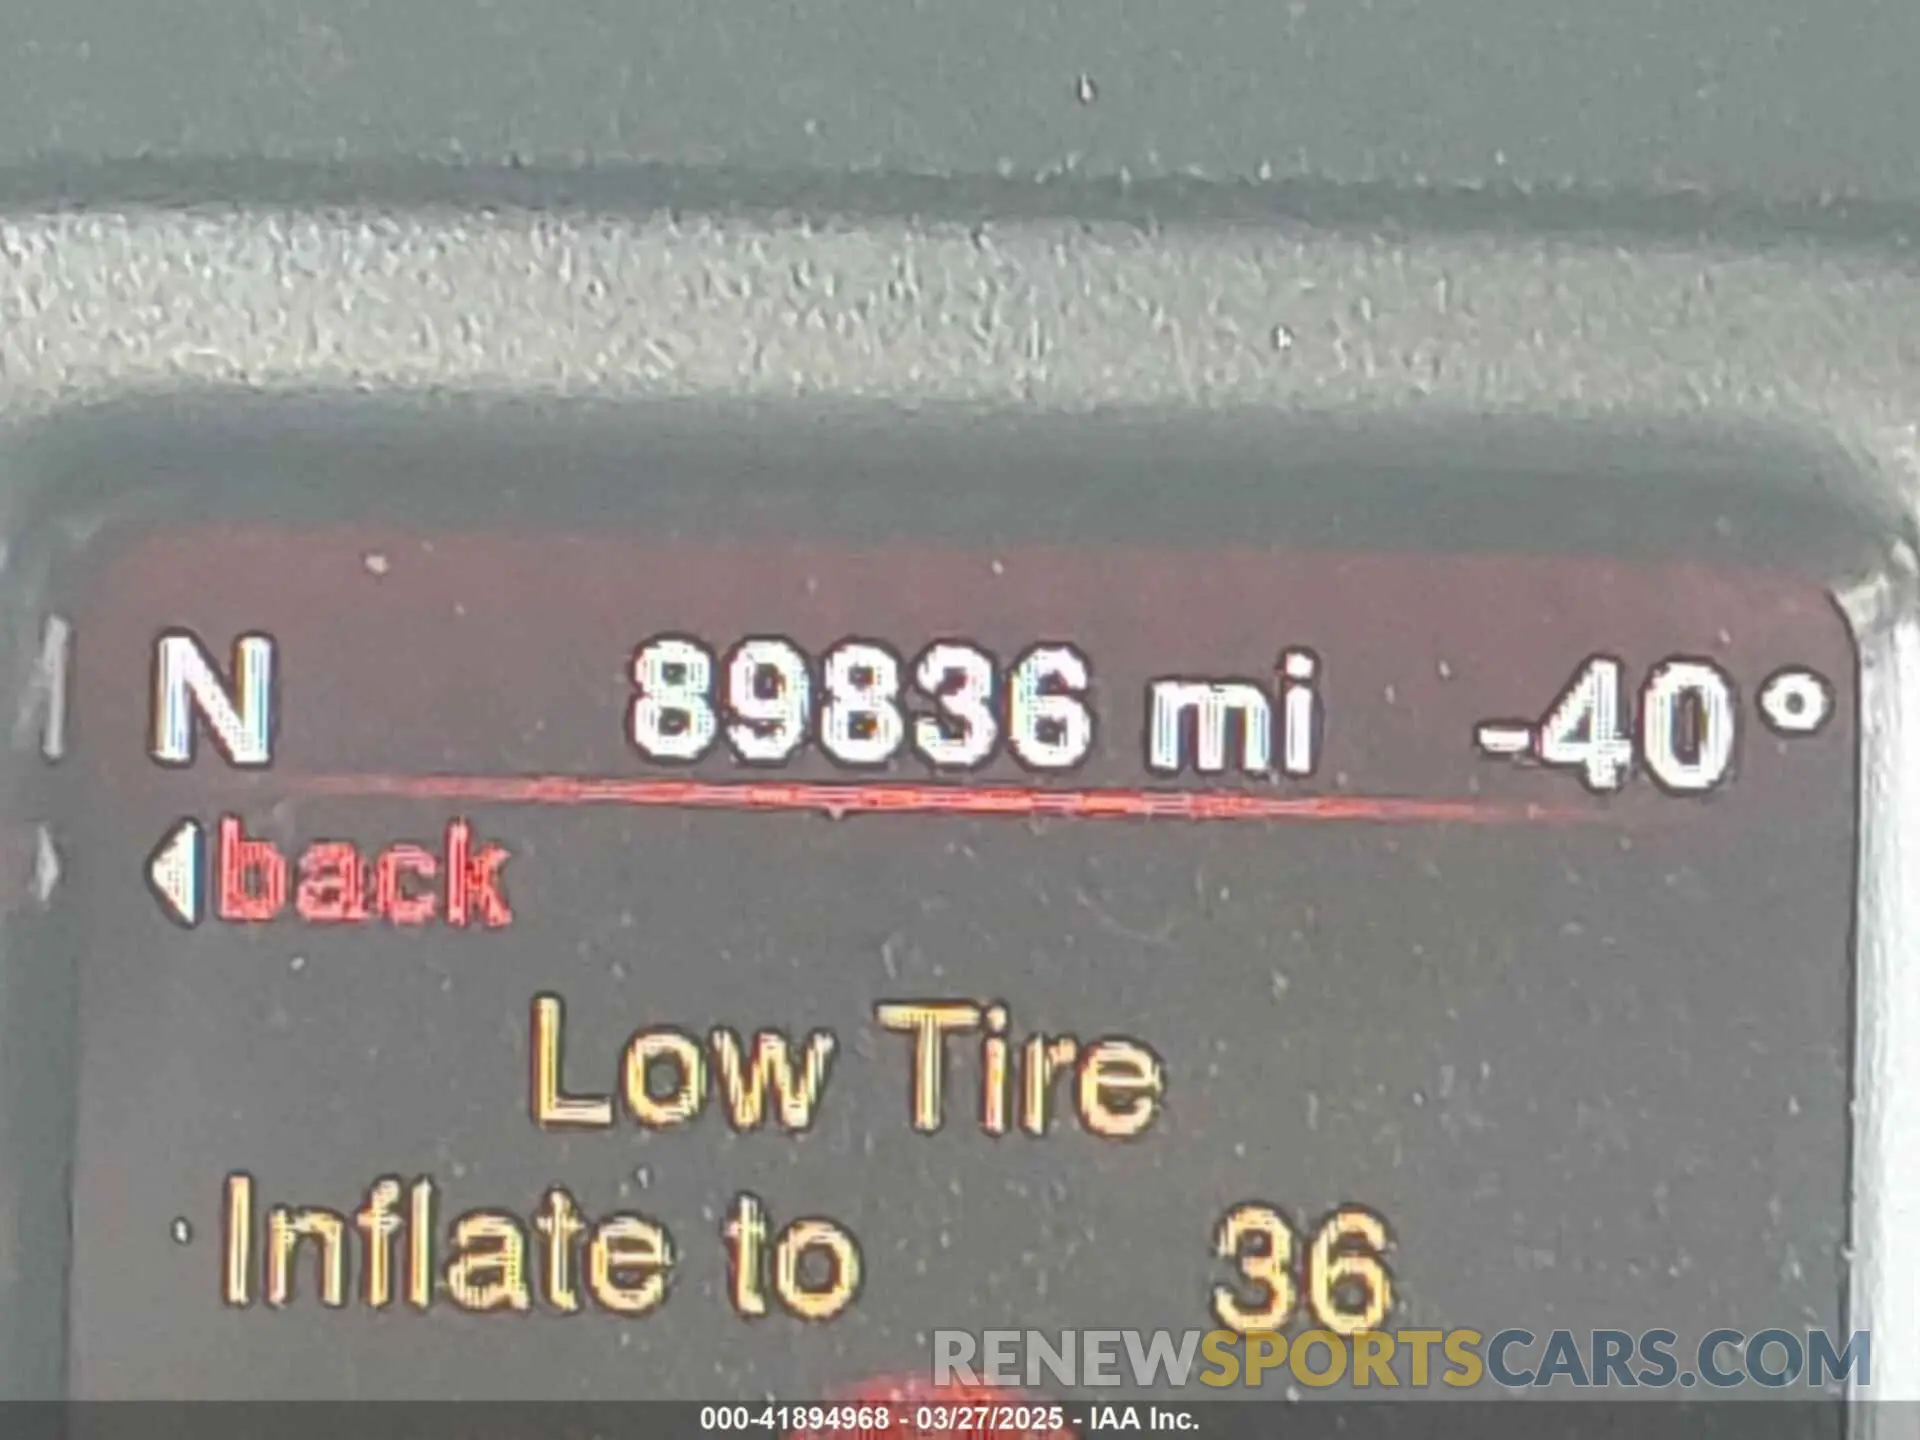 N 89836 mi -40°
back
Low Tire
Inflate to 36
RENEWSPORTSCARS.COM
000-41894968 - 03/27/2025 - IAA Inc.